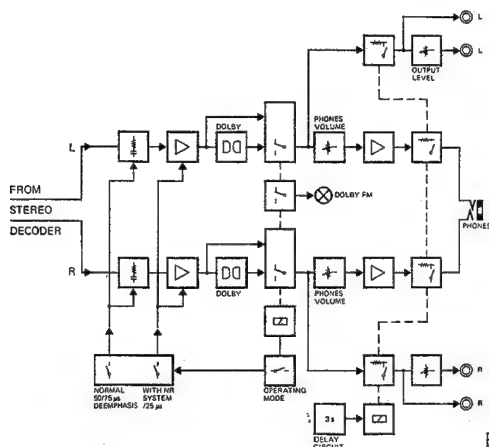 L
L
OUTPUT
LEVEL
DOLBY
PHONES
VOLUME
L
FROM
STEREO
DECODER
DOLBY FM
PHONES
R
DOLBY
PHONES
VOLUME
NORMAL
50/75 µs
DEEMPHASIS
WITH NR
SYSTEM
/25 µs
OPERATING
MODE
3s
DELAY
CIRCUIT
R
R